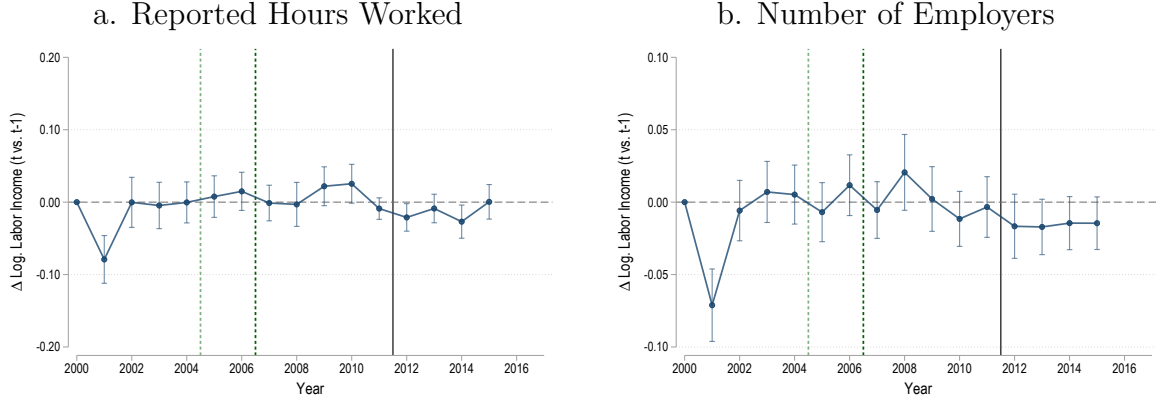 a. Reported Hours Worked
Δ Log. Labor Income (t vs. t-1)
0.20
0.10
0.00
-0.10
-0.20
2000 2002 2004 2006 2008 2010 2012 2014 2016
Year
b. Number of Employers
Δ Log. Labor Income (t vs. t-1)
0.10
0.05
0.00
-0.05
-0.10
2000 2002 2004 2006 2008 2010 2012 2014 2016
Year